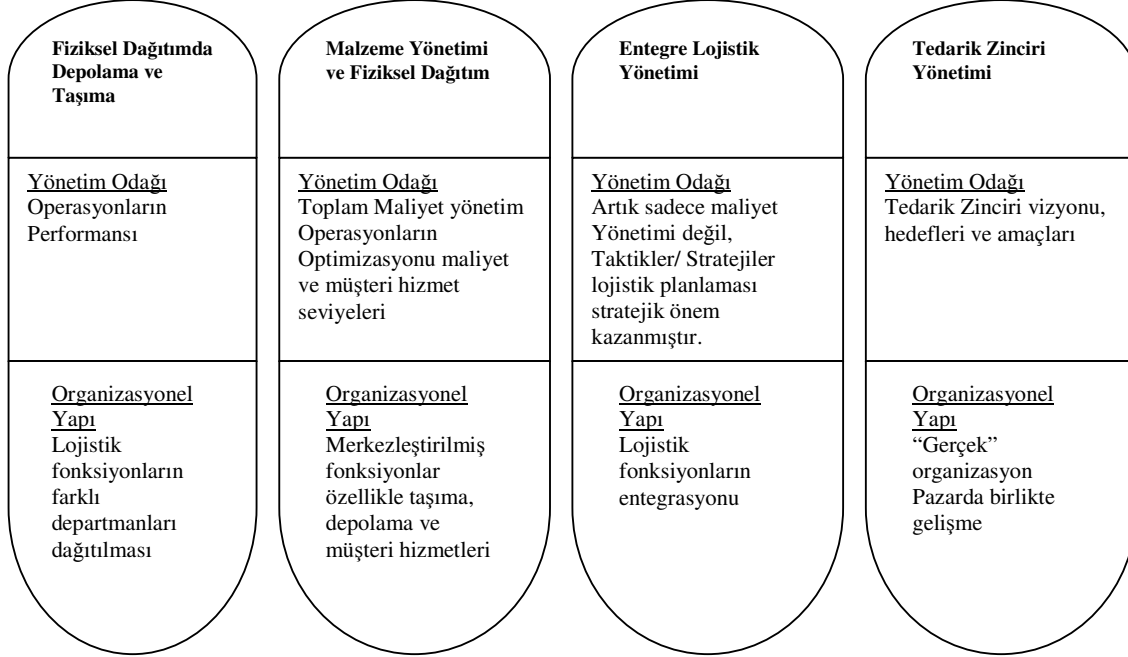 Fiziksel Dağıtımda
Depolama ve
Taşıma
Yönetim Odağı
Operasyonların
Performansı
Organizasyonel
Yapı
Lojistik
fonksiyonların
farklı
departmanları
dağıtılması
Malzeme Yönetimi
ve Fiziksel Dağıtım
Yönetim Odağı
Toplam Maliyet yönetim
Operasyonların
Optimizasyonu maliyet
ve müşteri hizmet
seviyeleri
Organizasyonel
Yapı
Merkezleştirilmiş
fonksiyonlar
özellikle taşıma,
depolama ve
müşteri hizmetleri
Entegre Lojistik
Yönetimi
Yönetim Odağı
Artık sadece maliyet
Yönetimi değil,
Taktikler/ Stratejiler
lojistik planlaması
stratejik önem
kazanmıştır.
Organizasyonel
Yapı
Lojistik
fonksiyonların
entegrasyonu
Tedarik Zinciri
Yönetimi
Yönetim Odağı
Tedarik Zinciri vizyonu,
hedefleri ve amaçları
Organizasyonel
Yapı
“Gerçek”
organizasyon
Pazarda birlikte
gelişme